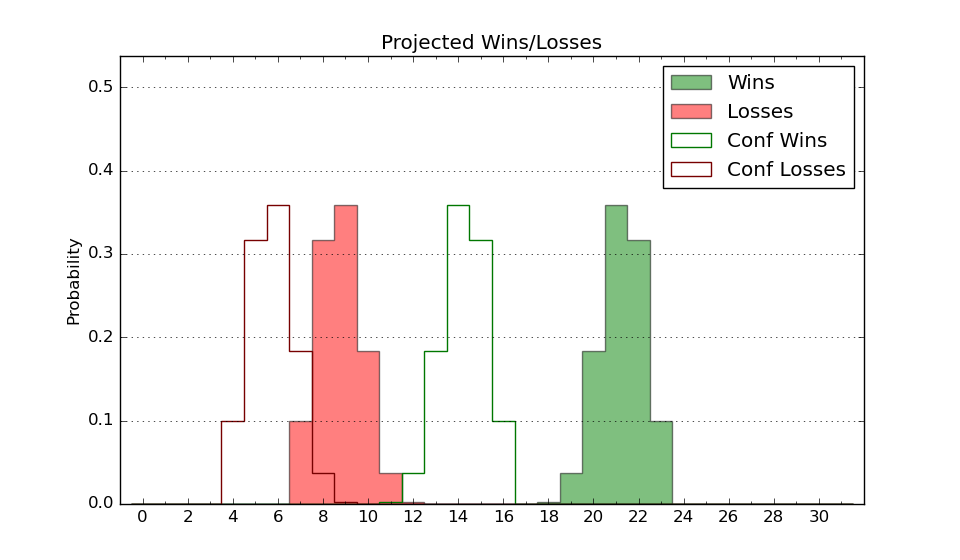 Projected Wins/Losses
Probability
0.5
0.4
0.3
0.2
0.1
0.0
0 2 4 6 8 10 12 14 16 18 20 22 24 26 28 30
Wins
Losses
Conf Wins
Conf Losses